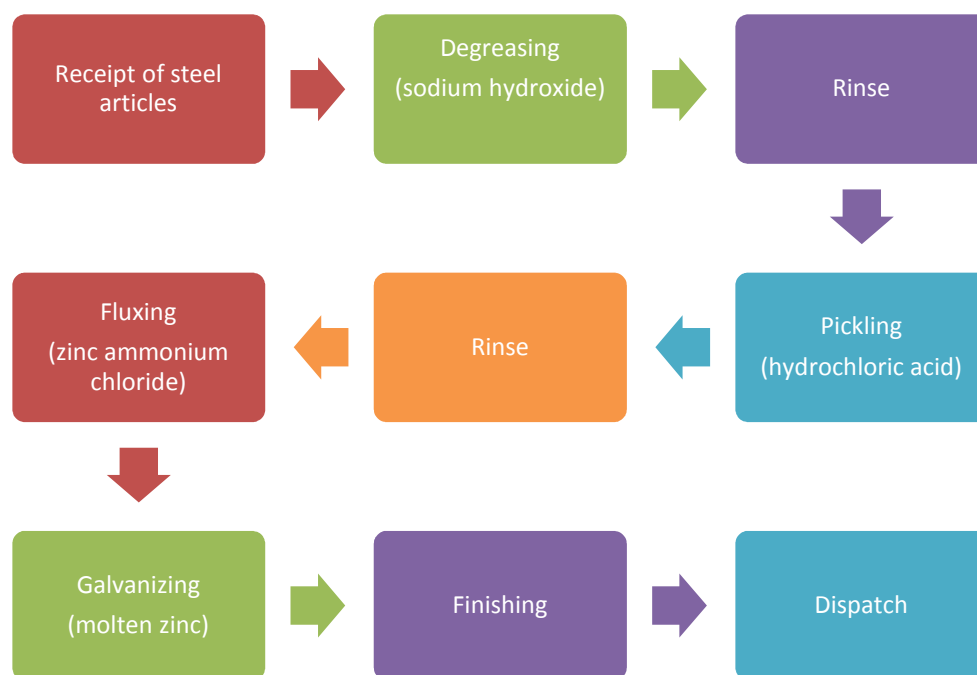 Receipt of steel
articles
Degreasing
(sodium hydroxide)
Rinse
Pickling
(hydrochloric acid)
Rinse
Fluxing
(zinc ammonium
chloride)
Galvanizing
(molten zinc)
Finishing
Dispatch